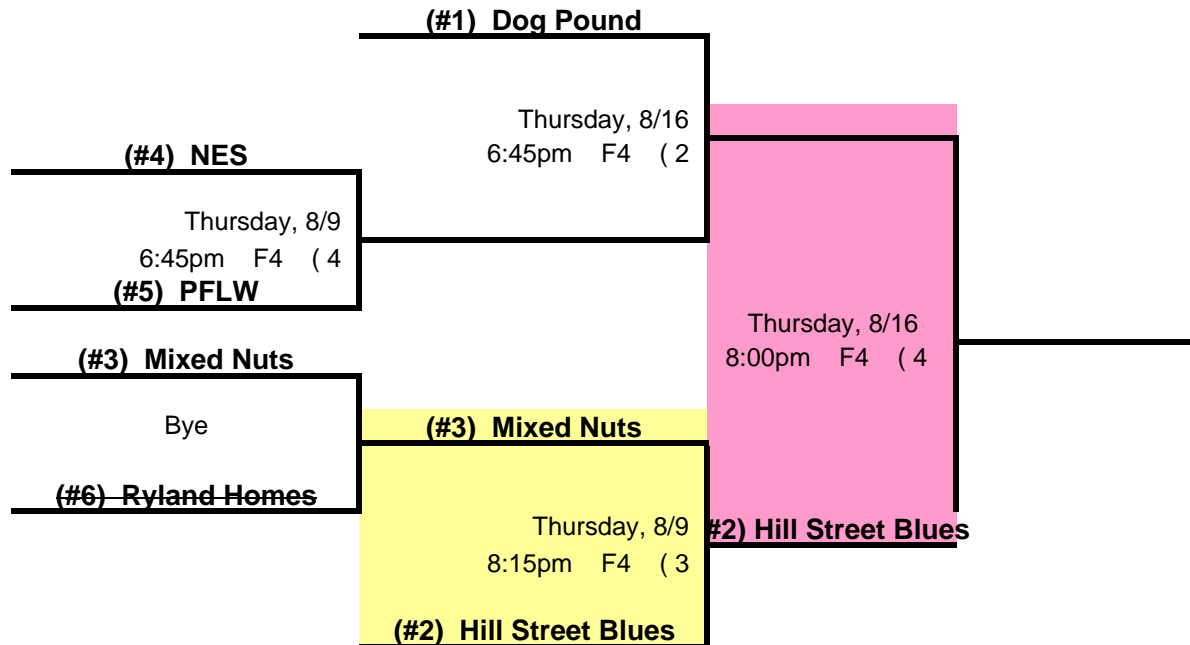 (#1) Dog Pound
Thursday, 8/16
6:45pm F4 ( 2
(#4) NES
Thursday, 8/9
6:45pm F4 ( 4
(#5) PFLW
Thursday, 8/16
8:00pm F4 ( 4
(#3) Mixed Nuts
Bye
(#3) Mixed Nuts
(#6) Ryland Homes
Thursday, 8/9
8:15pm F4 ( 3
#2) Hill Street Blues
(#2) Hill Street Blues